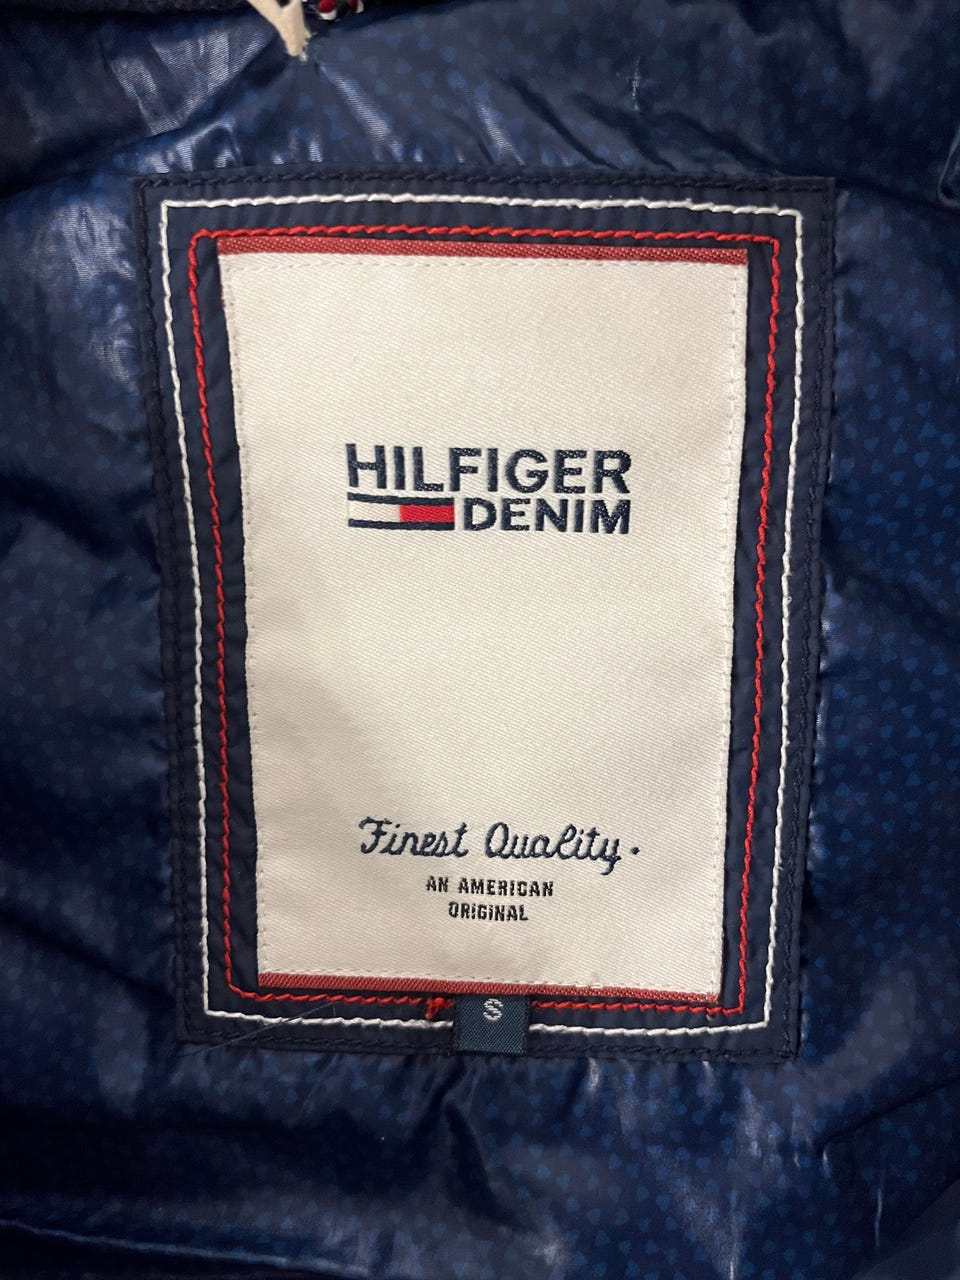 HILFIGER
DENIM
Finest Quality.
AN AMERICAN
ORIGINAL
S